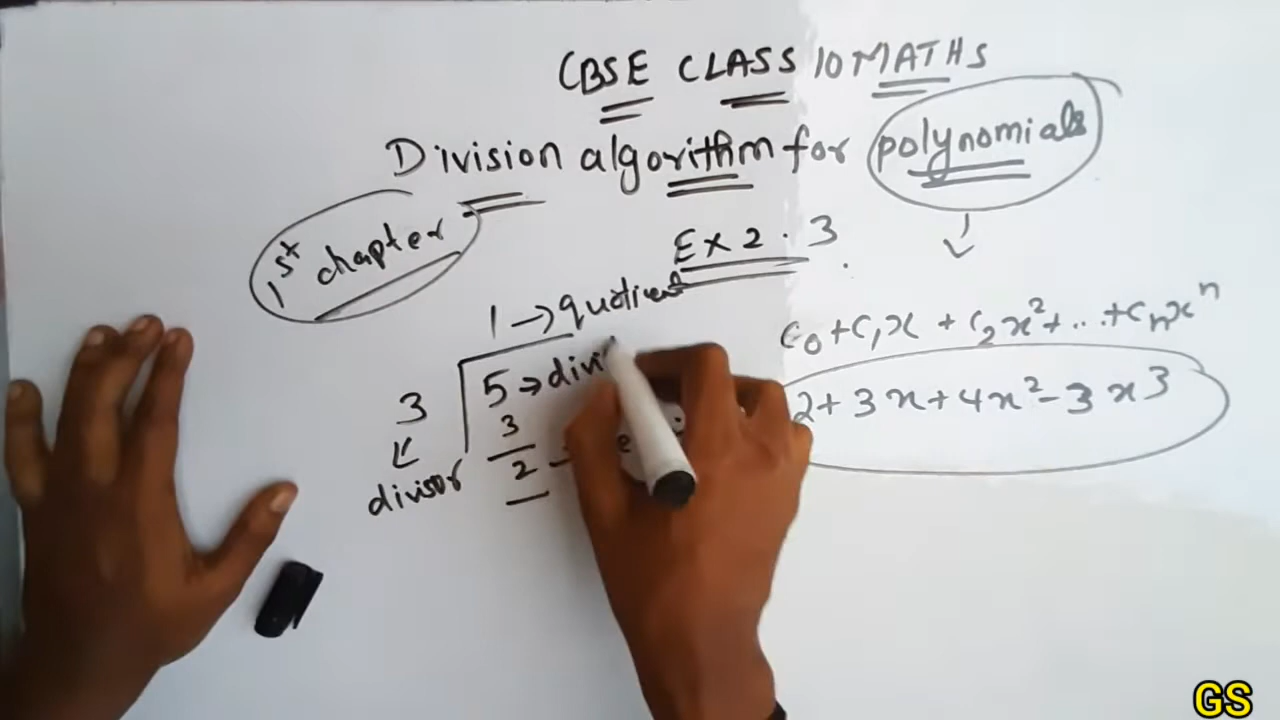 CBSE CLASS 10 MATHS
Division algorithm for polynomials
1st chapter
Ex 2.3
1 → quotient
3
5 → divi
3
2 →
divisor
c₀+c₁x + c₂x²+...+cₙxⁿ
2+3x+4x²-3x³
GS